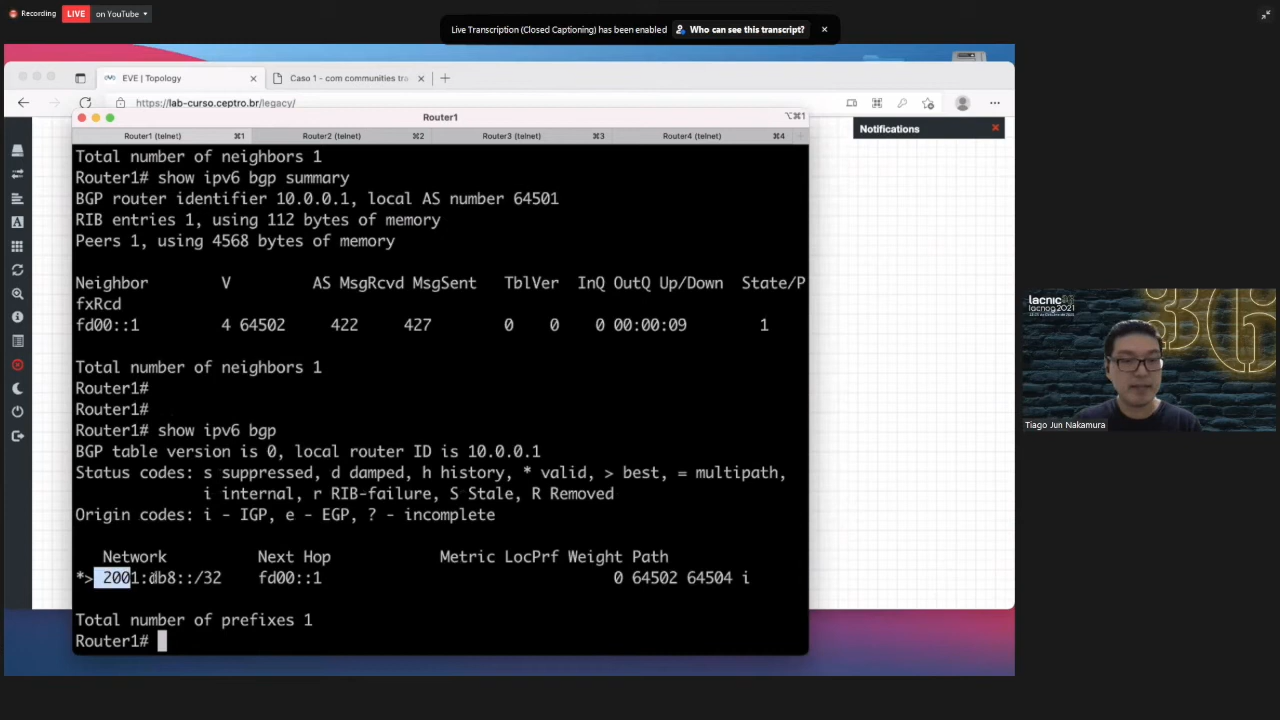 Recording
LIVE
on YouTube
Live Transcription (Closed Captioning) has been enabled
Who can see this transcript?
EVE | Topology
Caso 1 - com communities tra
https://lab-curso.ceptro.br/legacy/
Router1
⌥⌘1
Router1 (telnet) ⌘1
Router2 (telnet) ⌘2
Router3 (telnet) ⌘3
Router4 (telnet) ⌘4
Notifications
Total number of neighbors 1
Router1# show ipv6 bgp summary
BGP router identifier 10.0.0.1, local AS number 64501
RIB entries 1, using 112 bytes of memory
Peers 1, using 4568 bytes of memory
Neighbor V AS MsgRcvd MsgSent TblVer InQ OutQ Up/Down State/P
fxRcd
fd00::1 4 64502 422 427 0 0 0 00:00:09 1
Total number of neighbors 1
Router1#
Router1#
Router1# show ipv6 bgp
BGP table version is 0, local router ID is 10.0.0.1
Status codes: s suppressed, d damped, h history, * valid, > best, = multipath,
i internal, r RIB-failure, S Stale, R Removed
Origin codes: i - IGP, e - EGP, ? - incomplete
Network Next Hop Metric LocPrf Weight Path
*> 2001:db8::/32 fd00::1 0 64502 64504 i
Total number of prefixes 1
Router1#
lacnic
lacnog2021
36
Tiago Jun Nakamura